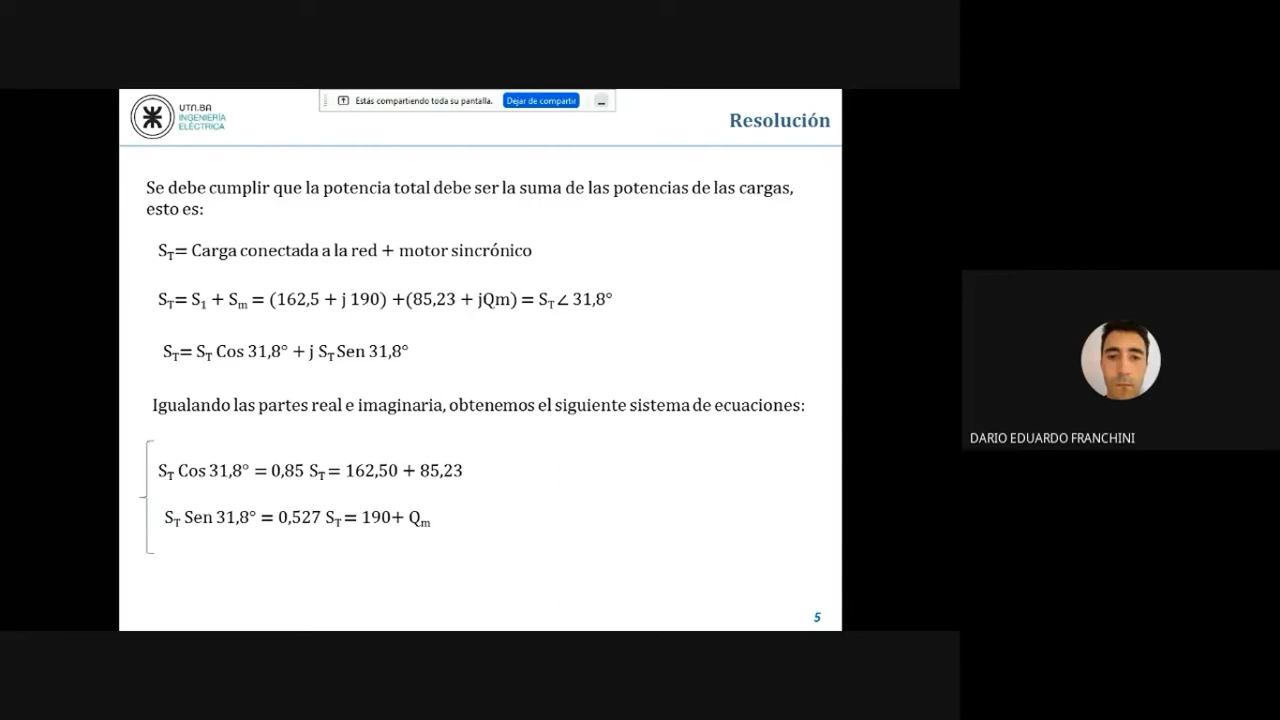 UTN.BA
INGENIERÍA
ELÉCTRICA
Estás compartiendo toda su pantalla.
Dejar de compartir
Resolución
Se debe cumplir que la potencia total debe ser la suma de las potencias de las cargas,
esto es:
S_T= Carga conectada a la red + motor sincrónico
S_T= S_1 + S_m = (162,5 + j 190) +(85,23 + jQm) = S_T∠ 31,8°
S_T= S_T Cos 31,8° + j S_T Sen 31,8°
Igualando las partes real e imaginaria, obtenemos el siguiente sistema de ecuaciones:
S_T Cos 31,8° = 0,85 S_T = 162,50 + 85,23
S_T Sen 31,8° = 0,527 S_T = 190+ Q_m
5
DARIO EDUARDO FRANCHINI